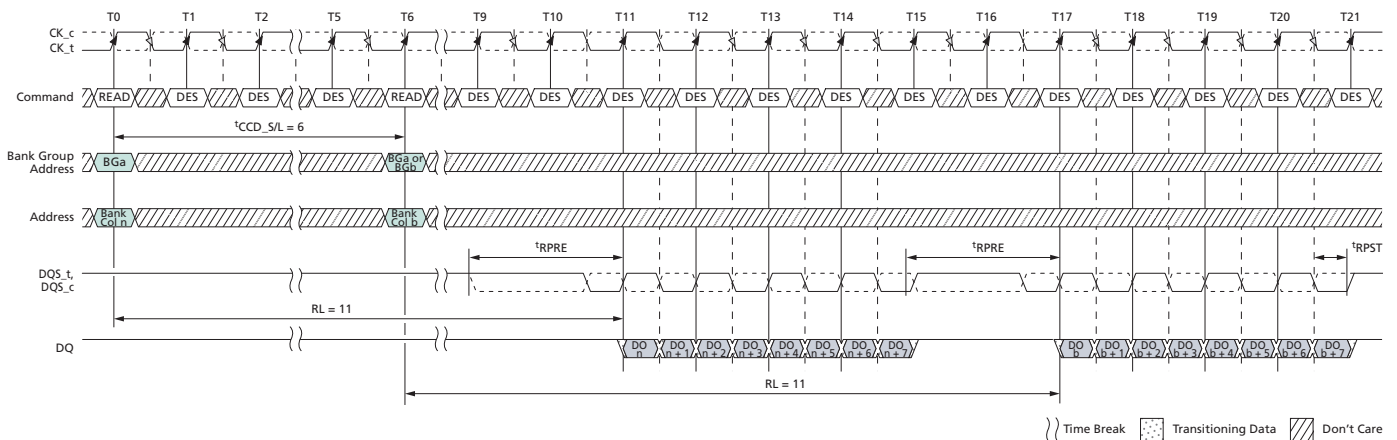 T0 T1 T2 T5 T6 T9 T10 T11 T12 T13 T14 T15 T16 T17 T18 T19 T20 T21
CK_c
CK_t
Command READ DES DES DES READ DES DES DES DES DES DES DES DES DES DES DES DES DES
tCCD_S/L = 6
Bank Group
Address
BGa
BGa or
BGb
Address
Bank
Col n
Bank
Col b
tRPRE tRPRE tRPST
DQS_t,
DQS_c
RL = 11
DQ
DO
n
DO
n + 1
DO
n + 2
DO
n + 3
DO
n + 4
DO
n + 5
DO
n + 6
DO
n + 7
DO
b
DO
b + 1
DO
b + 2
DO
b + 3
DO
b + 4
DO
b + 5
DO
b + 6
DO
b + 7
RL = 11
Time Break Transitioning Data Don't Care